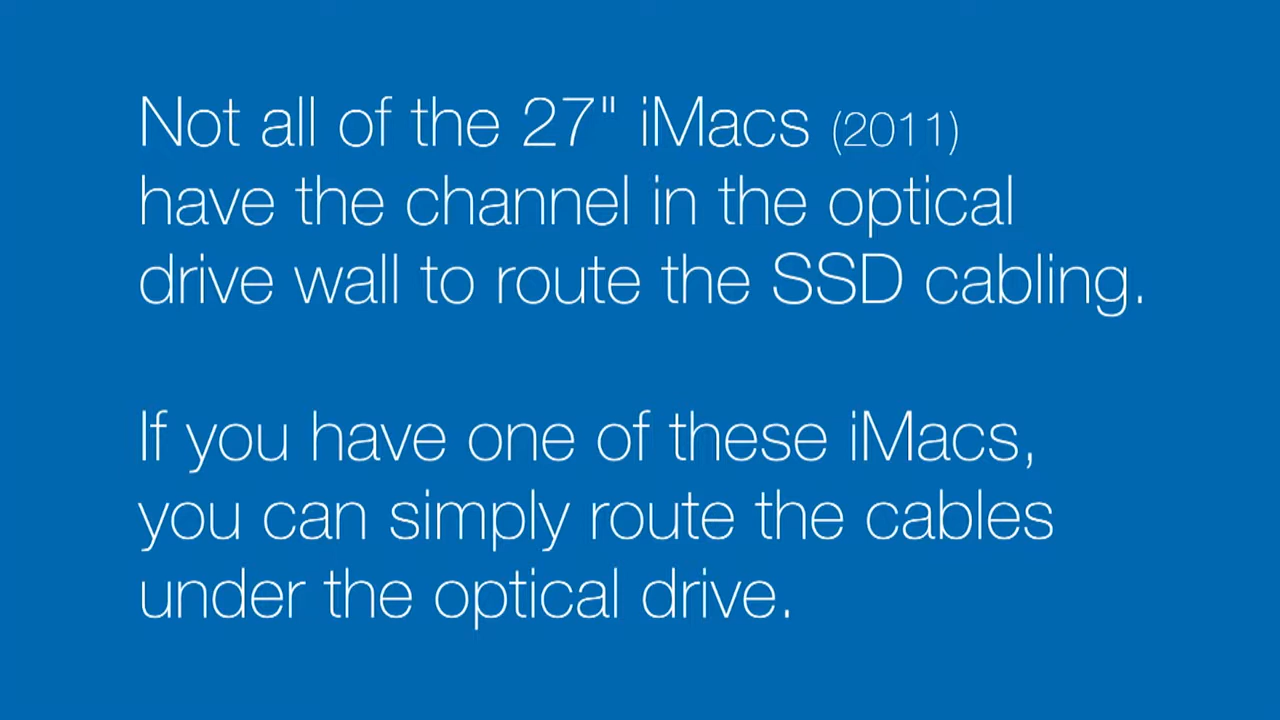 Not all of the 27" iMacs (2011)
have the channel in the optical
drive wall to route the SSD cabling.
If you have one of these iMacs,
you can simply route the cables
under the optical drive.